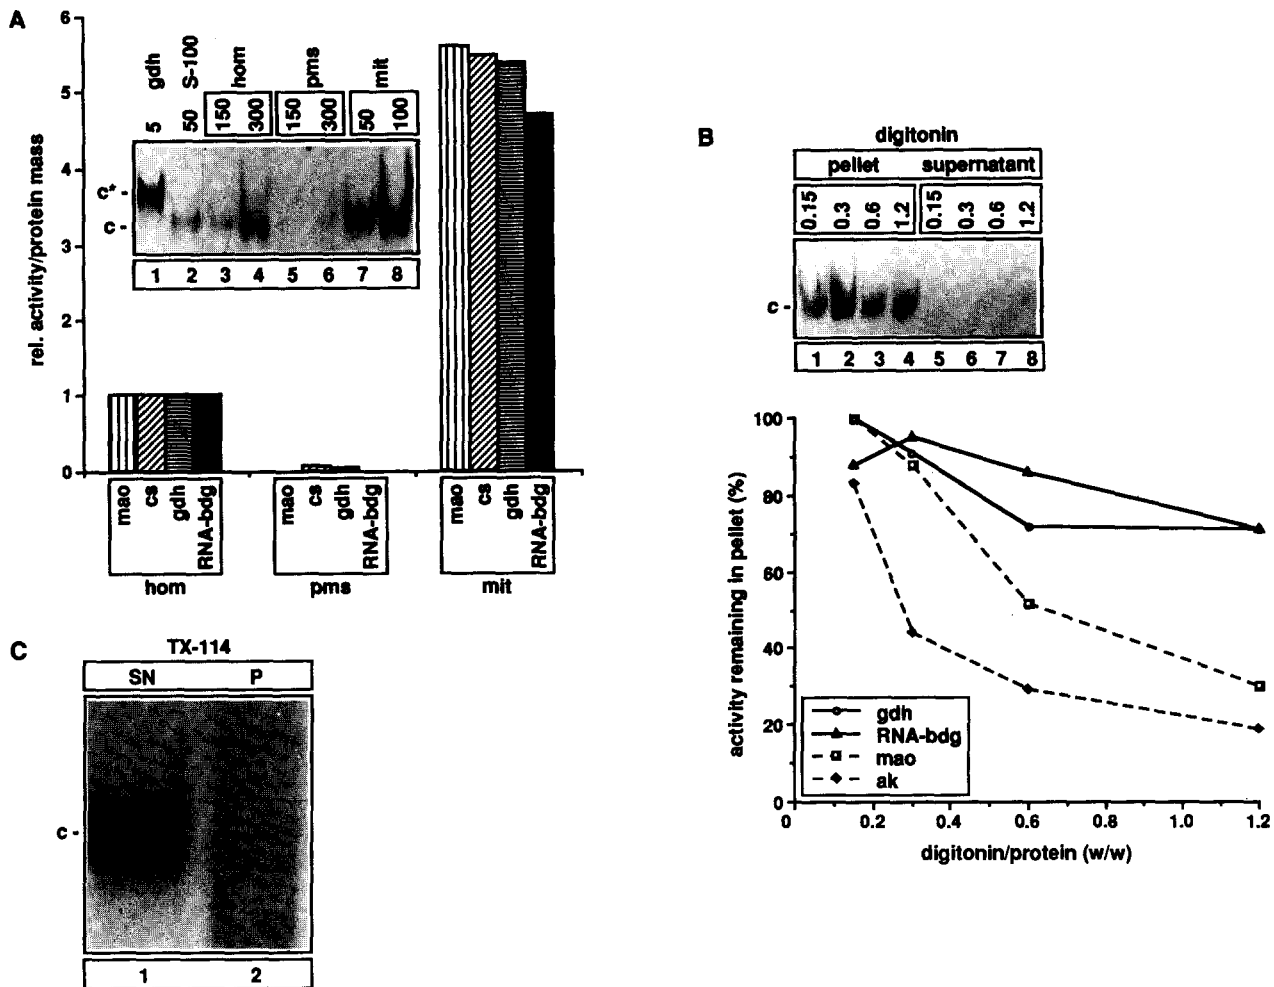 A
rel. activity/protein mass
6
5
4
3
2
1
0
gdh S-100 hom pms mit
5 50 150 300 150 300 50 100
c*-
c -
1 2 3 4 5 6 7 8
mao cs gdh RNA-bdg
hom
mao cs gdh RNA-bdg
pms
mao cs gdh RNA-bdg
mit
B
digitonin
pellet supernatant
0.15 0.3 0.6 1.2 0.15 0.3 0.6 1.2
c -
1 2 3 4 5 6 7 8
activity remaining in pellet (%)
100
80
60
40
20
0
gdh
RNA-bdg
mao
ak
0 0.2 0.4 0.6 0.8 1.0 1.2
digitonin/protein (w/w)
C
TX-114
SN P
c -
1 2